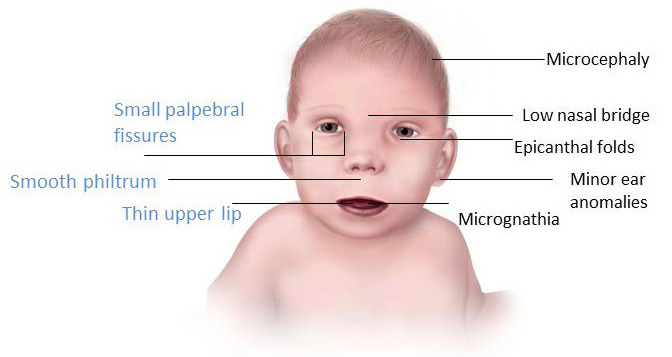 Microcephaly
Small palpebral
fissures
Low nasal bridge
Epicanthal folds
Smooth philtrum
Minor ear
anomalies
Thin upper lip
Micrognathia